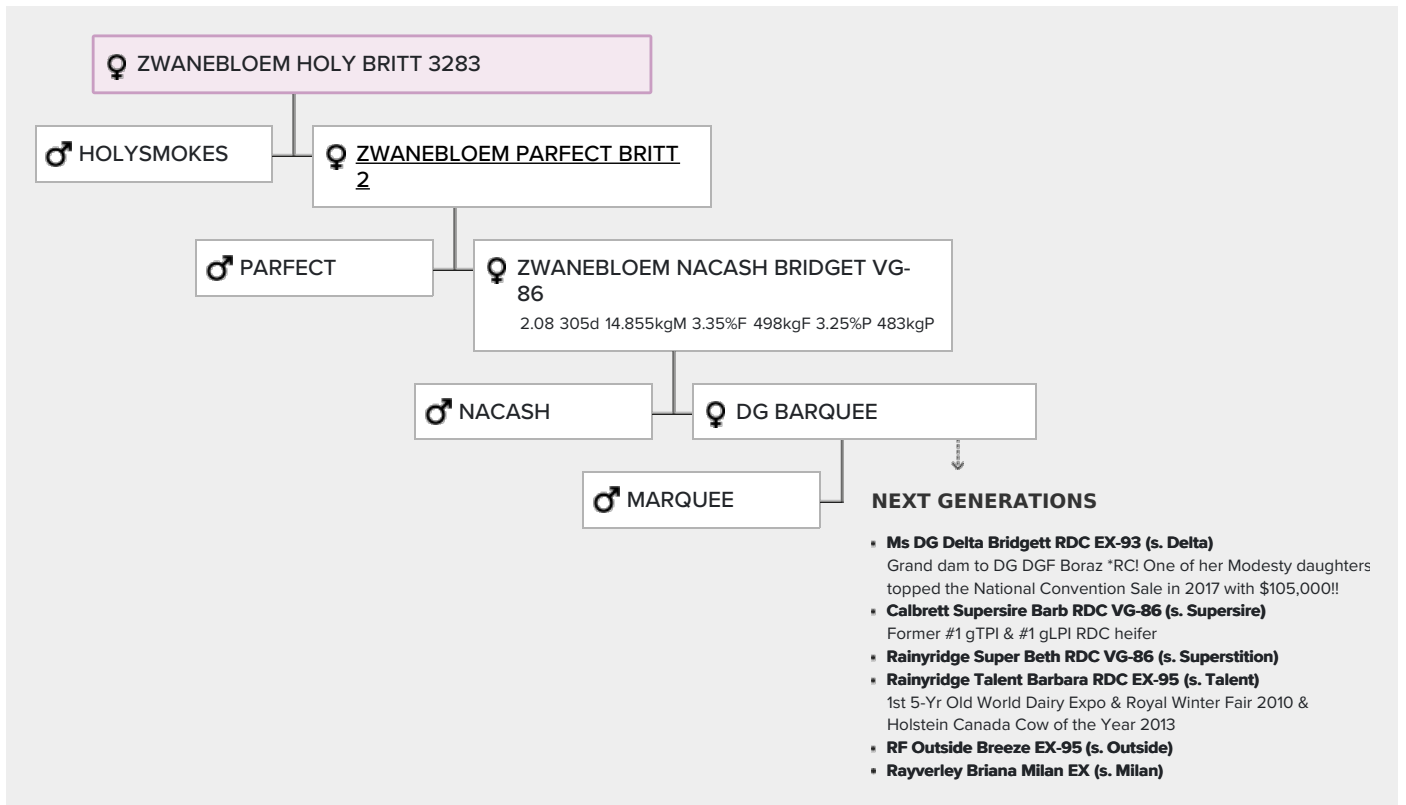 ZWANEBLOEM HOLY BRITT 3283
HOLYSMOKES
ZWANEBLOEM PARFECT BRITT
2
PARFECT
ZWANEBLOEM NACASH BRIDGET VG-
86
2.08 305d 14.855kgM 3.35%F 498kgF 3.25%P 483kgP
NACASH
DG BARQUEE
MARQUEE
NEXT GENERATIONS
Ms DG Delta Bridgett RDC EX-93 (s. Delta)
Grand dam to DG DGF Boraz *RC! One of her Modesty daughters
topped the National Convention Sale in 2017 with $105,000!!
Calbrett Supersire Barb RDC VG-86 (s. Supersire)
Former #1 gTPI & #1 gLPI RDC heifer
Rainyridge Super Beth RDC VG-86 (s. Superstition)
Rainyridge Talent Barbara RDC EX-95 (s. Talent)
1st 5-Yr Old World Dairy Expo & Royal Winter Fair 2010 &
Holstein Canada Cow of the Year 2013
RF Outside Breeze EX-95 (s. Outside)
Rayverley Briana Milan EX (s. Milan)